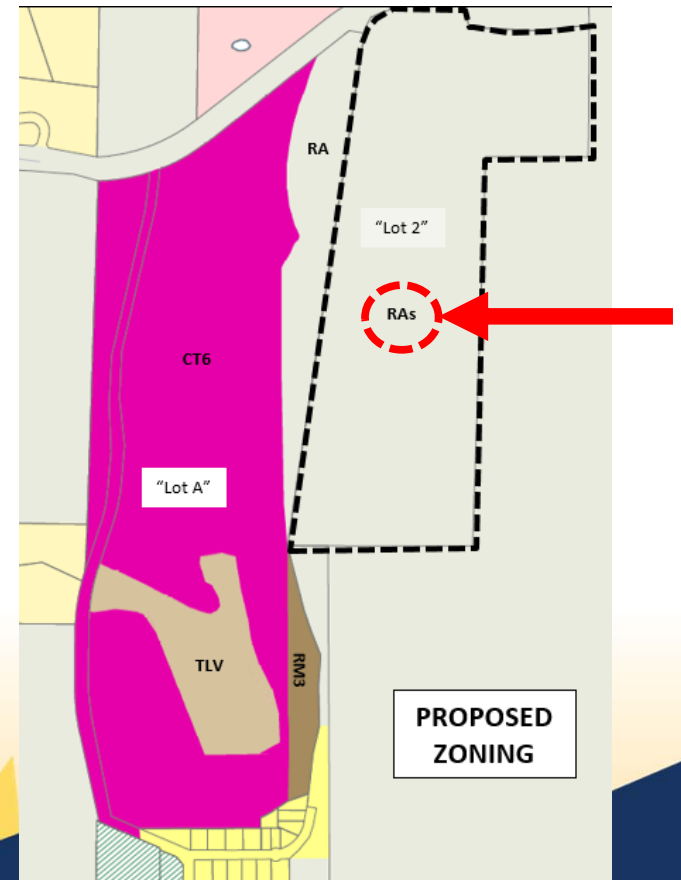 RA
"Lot 2"
RAs
CT6
"Lot A"
TLV
RM3
PROPOSED
ZONING